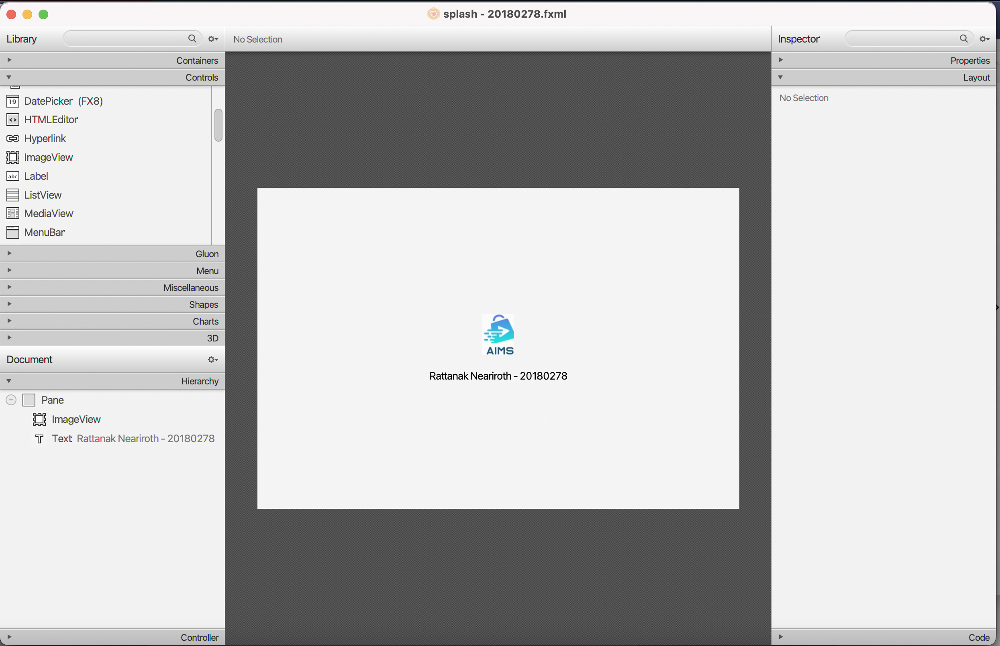 splash - 20180278.fxml
Library
No Selection
Inspector
Containers
Controls
19 DatePicker (FX8)
<> HTMLEditor
Hyperlink
ImageView
abc Label
ListView
MediaView
MenuBar
Gluon
Menu
Miscellaneous
Shapes
Charts
3D
Document
Hierarchy
Pane
ImageView
T Text Rattanak Neariroth - 20180278
Controller
AIMS
Rattanak Neariroth - 20180278
Properties
Layout
No Selection
Code